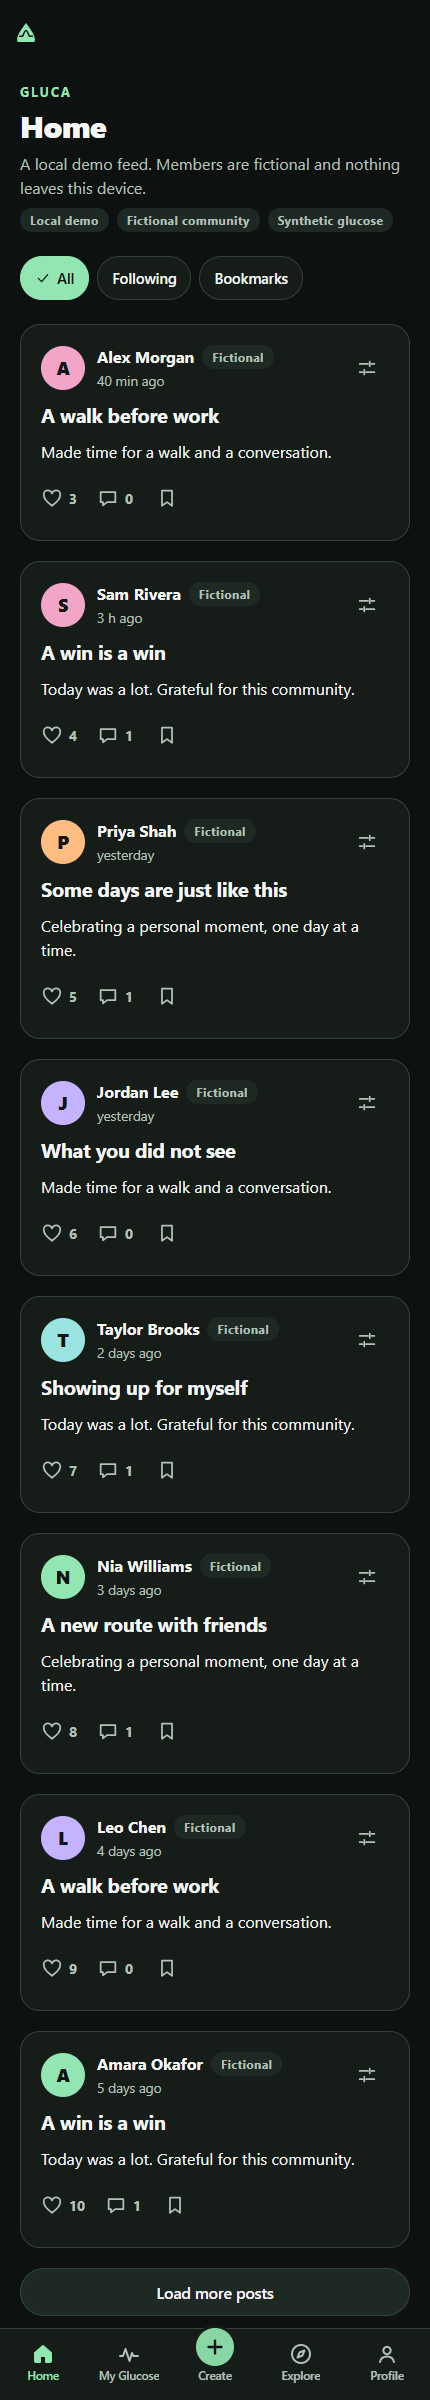 GLUCA
Home
A local demo feed. Members are fictional and nothing
leaves this device.
Local demo Fictional community Synthetic glucose
All Following Bookmarks
A Alex Morgan Fictional
40 min ago
A walk before work
Made time for a walk and a conversation.
3 0
S Sam Rivera Fictional
3 h ago
A win is a win
Today was a lot. Grateful for this community.
4 1
P Priya Shah Fictional
yesterday
Some days are just like this
Celebrating a personal moment, one day at a
time.
5 1
J Jordan Lee Fictional
yesterday
What you did not see
Made time for a walk and a conversation.
6 0
T Taylor Brooks Fictional
2 days ago
Showing up for myself
Today was a lot. Grateful for this community.
7 1
N Nia Williams Fictional
3 days ago
A new route with friends
Celebrating a personal moment, one day at a
time.
8 1
L Leo Chen Fictional
4 days ago
A walk before work
Made time for a walk and a conversation.
9 0
A Amara Okafor Fictional
5 days ago
A win is a win
Today was a lot. Grateful for this community.
10 1
Load more posts
Home My Glucose Create Explore Profile